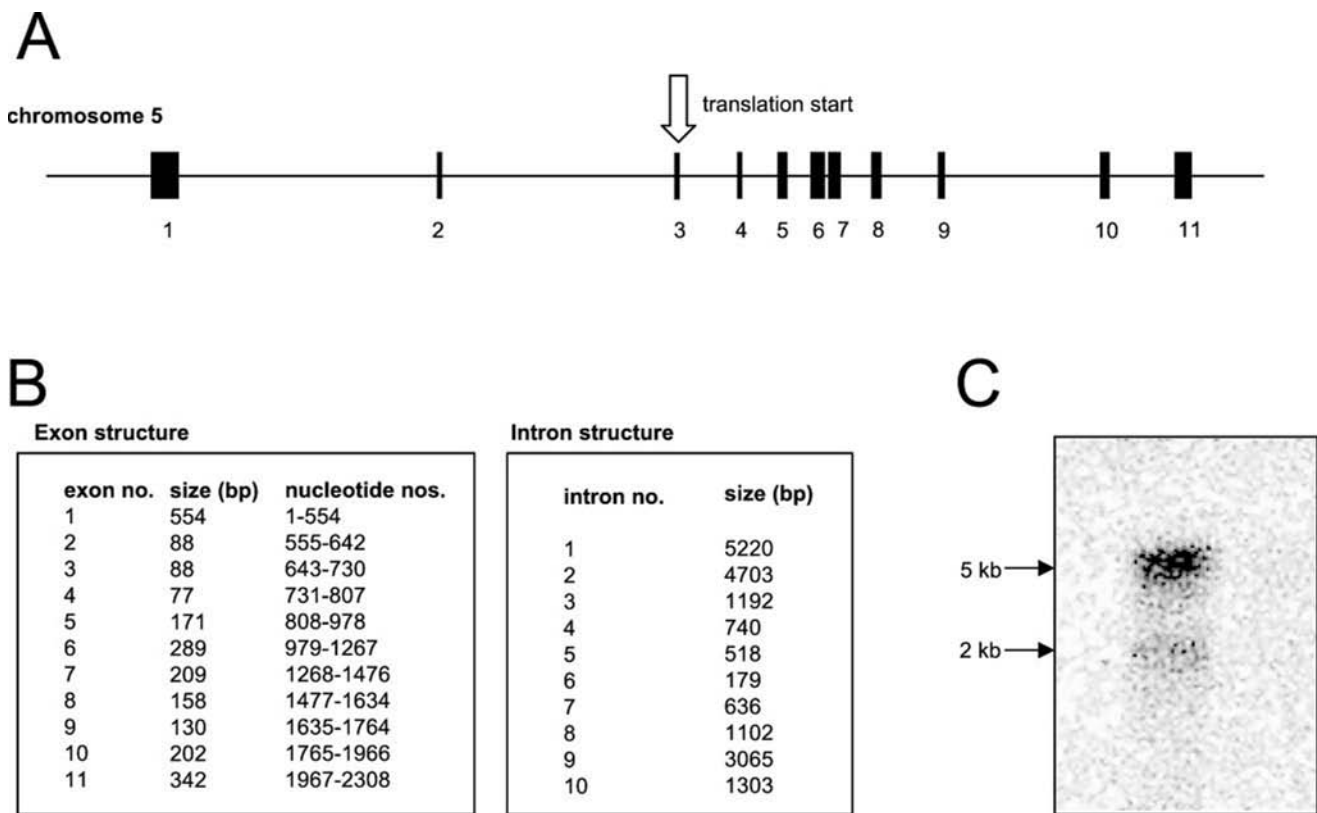 A
translation start
chromosome 5
1 2 3 4 5 6 7 8 9 10 11
B
Exon structure
exon no. size (bp) nucleotide nos.
1 554 1-554
2 88 555-642
3 88 643-730
4 77 731-807
5 171 808-978
6 289 979-1267
7 209 1268-1476
8 158 1477-1634
9 130 1635-1764
10 202 1765-1966
11 342 1967-2308
Intron structure
intron no. size (bp)
1 5220
2 4703
3 1192
4 740
5 518
6 179
7 636
8 1102
9 3065
10 1303
C
5 kb
2 kb